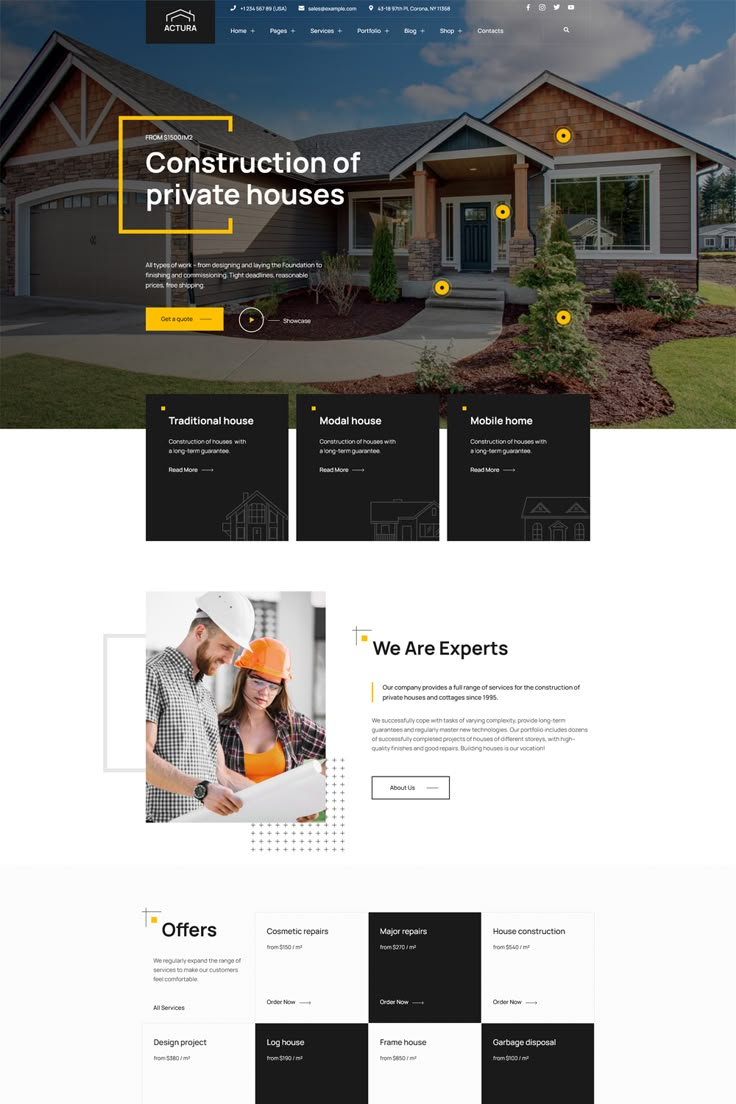 ACTURA
+1 234 567 89 (USA)
sales@example.com
43-18 97th Pl, Corona, NY 11368
Home +
Pages +
Services +
Portfolio +
Blog +
Shop +
Contacts
FROM $1500/M2
Construction of
private houses
All types of work – from designing and laying the Foundation to
finishing and commissioning. Tight deadlines, reasonable
prices, free shipping.
Get a quote
Showcase
Traditional house
Construction of houses with
a long-term guarantee.
Read More
Modal house
Construction of houses with
a long-term guarantee.
Read More
Mobile home
Construction of houses with
a long-term guarantee.
Read More
We Are Experts
Our company provides a full range of services for the construction of
private houses and cottages since 1995.
We successfully cope with tasks of varying complexity, provide long-term
guarantees and regularly master new technologies. Our portfolio includes dozens
of successfully completed projects of houses of different storeys, with high-
quality finishes and good repairs. Building houses is our vocation!
About Us
Offers
We regularly expand the range of
services to make our customers
feel comfortable.
All Services
Cosmetic repairs
from $150 / m²
Order Now
Major repairs
from $270 / m²
Order Now
House construction
from $540 / m²
Order Now
Design project
from $380 / m²
Log house
from $190 / m²
Frame house
from $850 / m²
Garbage disposal
from $100 / m²